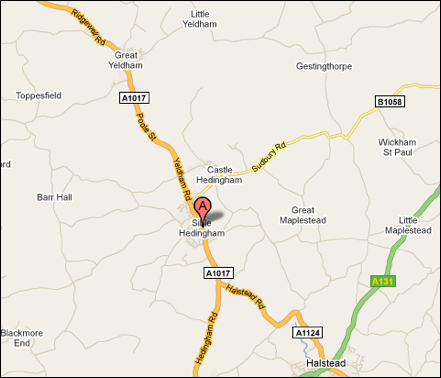 Little
Yeldham
Ridgewell Rd
Great
Yeldham
Gestingthorpe
Toppesfield
A1017
B1058
Poole St
Wickham
St Paul
Sudbury Rd
Yeldham Rd
Castle
Hedingham
ard
Barr Hall
A
Great
Maplestead
Little
Maplestead
Sible
Hedingham
A1017
A131
Halstead Rd
Hedingham Rd
A1124
Blackmore
End
Halstead